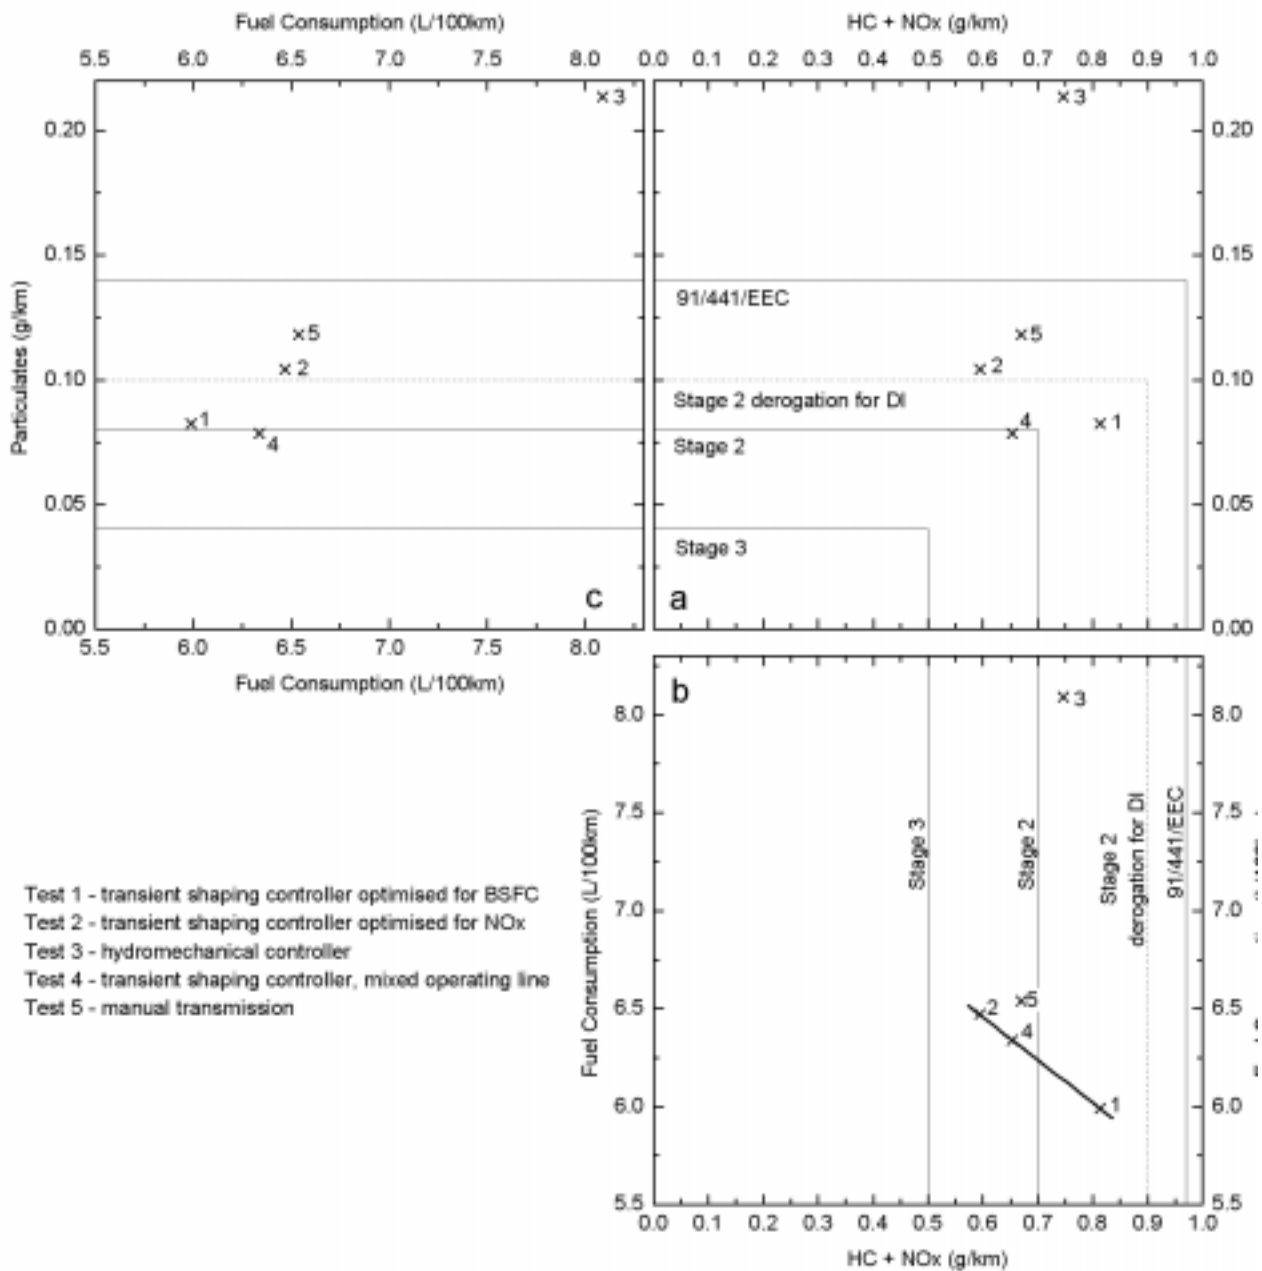 Fuel Consumption (L/100km)
HC + NOx (g/km)
5.5 6.0 6.5 7.0 7.5 8.0 0.0 0.1 0.2 0.3 0.4 0.5 0.6 0.7 0.8 0.9 1.0
3
3
0.20
0.20
0.15
0.15
91/441/EEC
5
5
2
2
0.10
0.10
Stage 2 derogation for DI
1
4
4
1
Stage 2
Particulates (g/km)
0.05
0.05
Stage 3
c
a
0.00
0.00
5.5 6.0 6.5 7.0 7.5 8.0
Fuel Consumption (L/100km)
b
3
8.0
8.0
7.5
7.5
Stage 3
Stage 2
Stage 2
derogation for DI
91/441/EEC
7.0
7.0
Fuel Consumption (L/100km)
6.5
6.5
5
2
4
6.0
6.0
1
5.5
5.5
0.0 0.1 0.2 0.3 0.4 0.5 0.6 0.7 0.8 0.9 1.0
HC + NOx (g/km)
Test 1 - transient shaping controller optimised for BSFC
Test 2 - transient shaping controller optimised for NOx
Test 3 - hydromechanical controller
Test 4 - transient shaping controller, mixed operating line
Test 5 - manual transmission